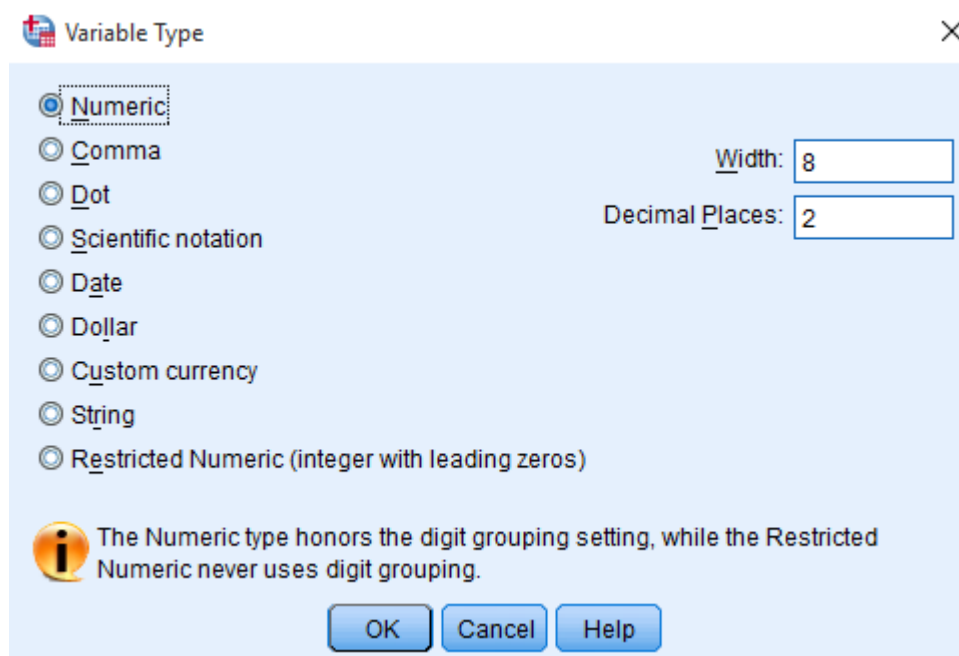 Variable Type
Numeric
Comma
Width: 8
Dot
Decimal Places: 2
Scientific notation
Date
Dollar
Custom currency
String
Restricted Numeric (integer with leading zeros)
The Numeric type honors the digit grouping setting, while the Restricted
Numeric never uses digit grouping.
OK Cancel Help